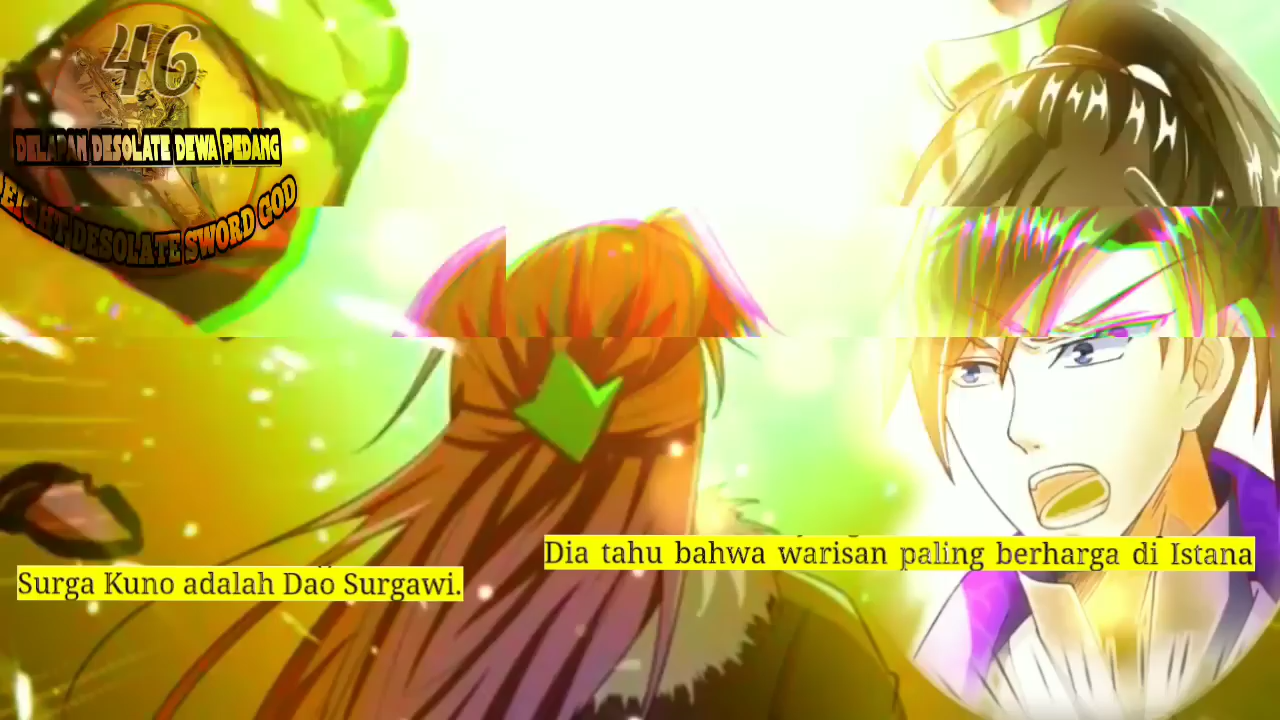 46
DELAPAN DESOLATE DEWA PEDANG
EIGHT DESOLATE SWORD GOD
Dia tahu bahwa warisan paling berharga di Istana
Surga Kuno adalah Dao Surgawi.